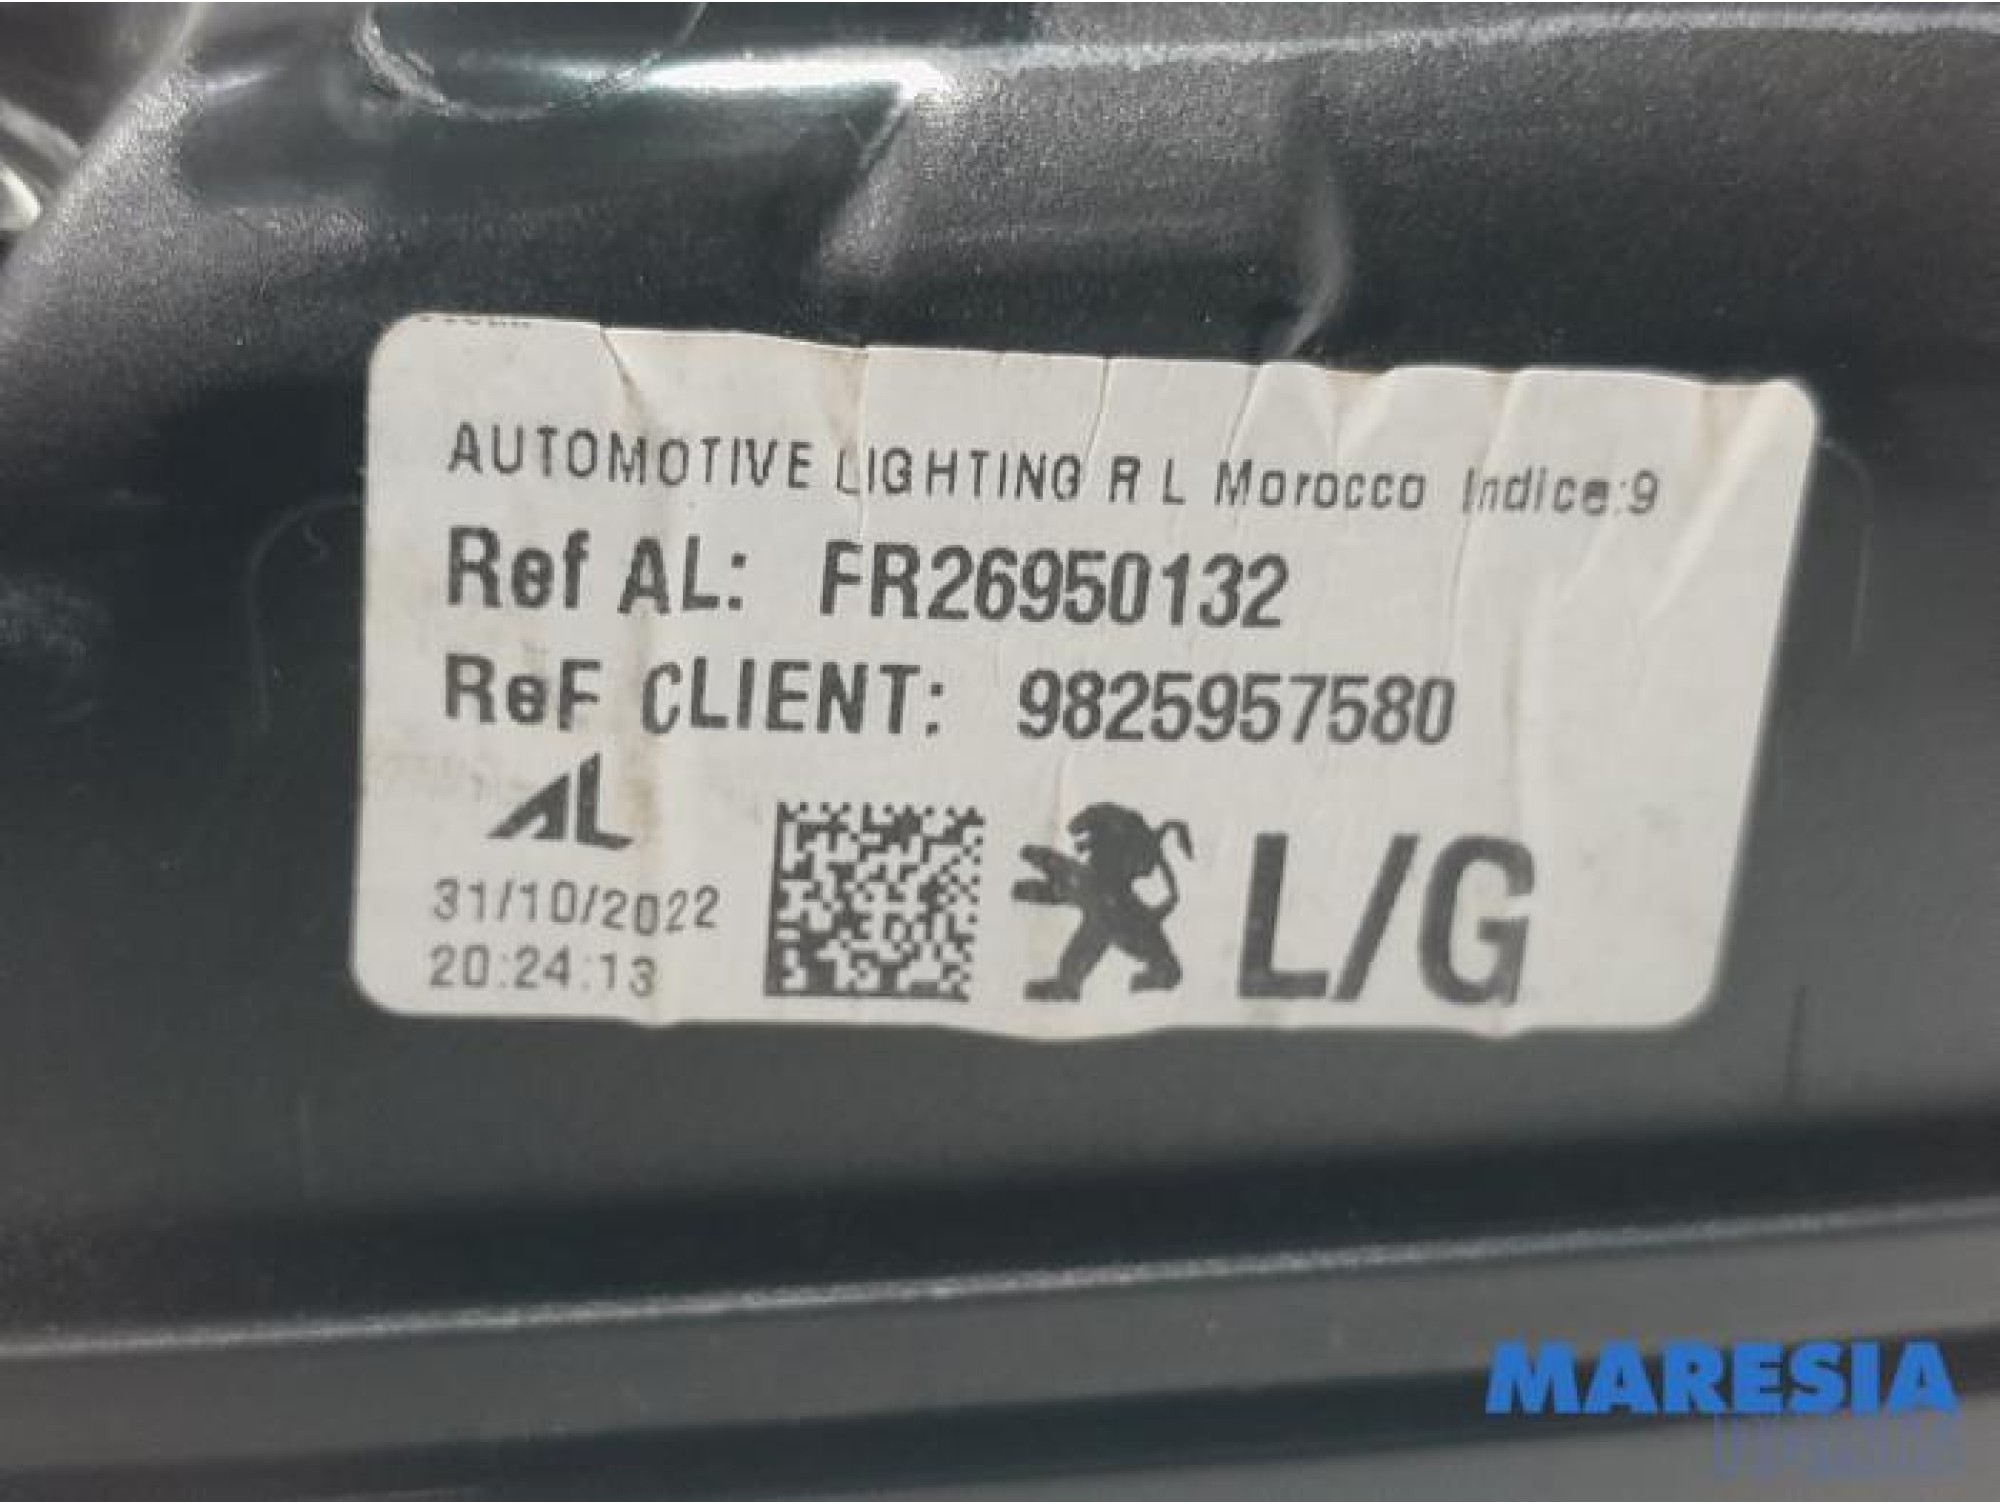 AUTOMOTIVE LIGHTING R L Morocco Indice:9
Ref AL: FR26950132
ReF CLIENT: 9825957580
AL
31/10/2022
20:24:13
L/G
MARESIA